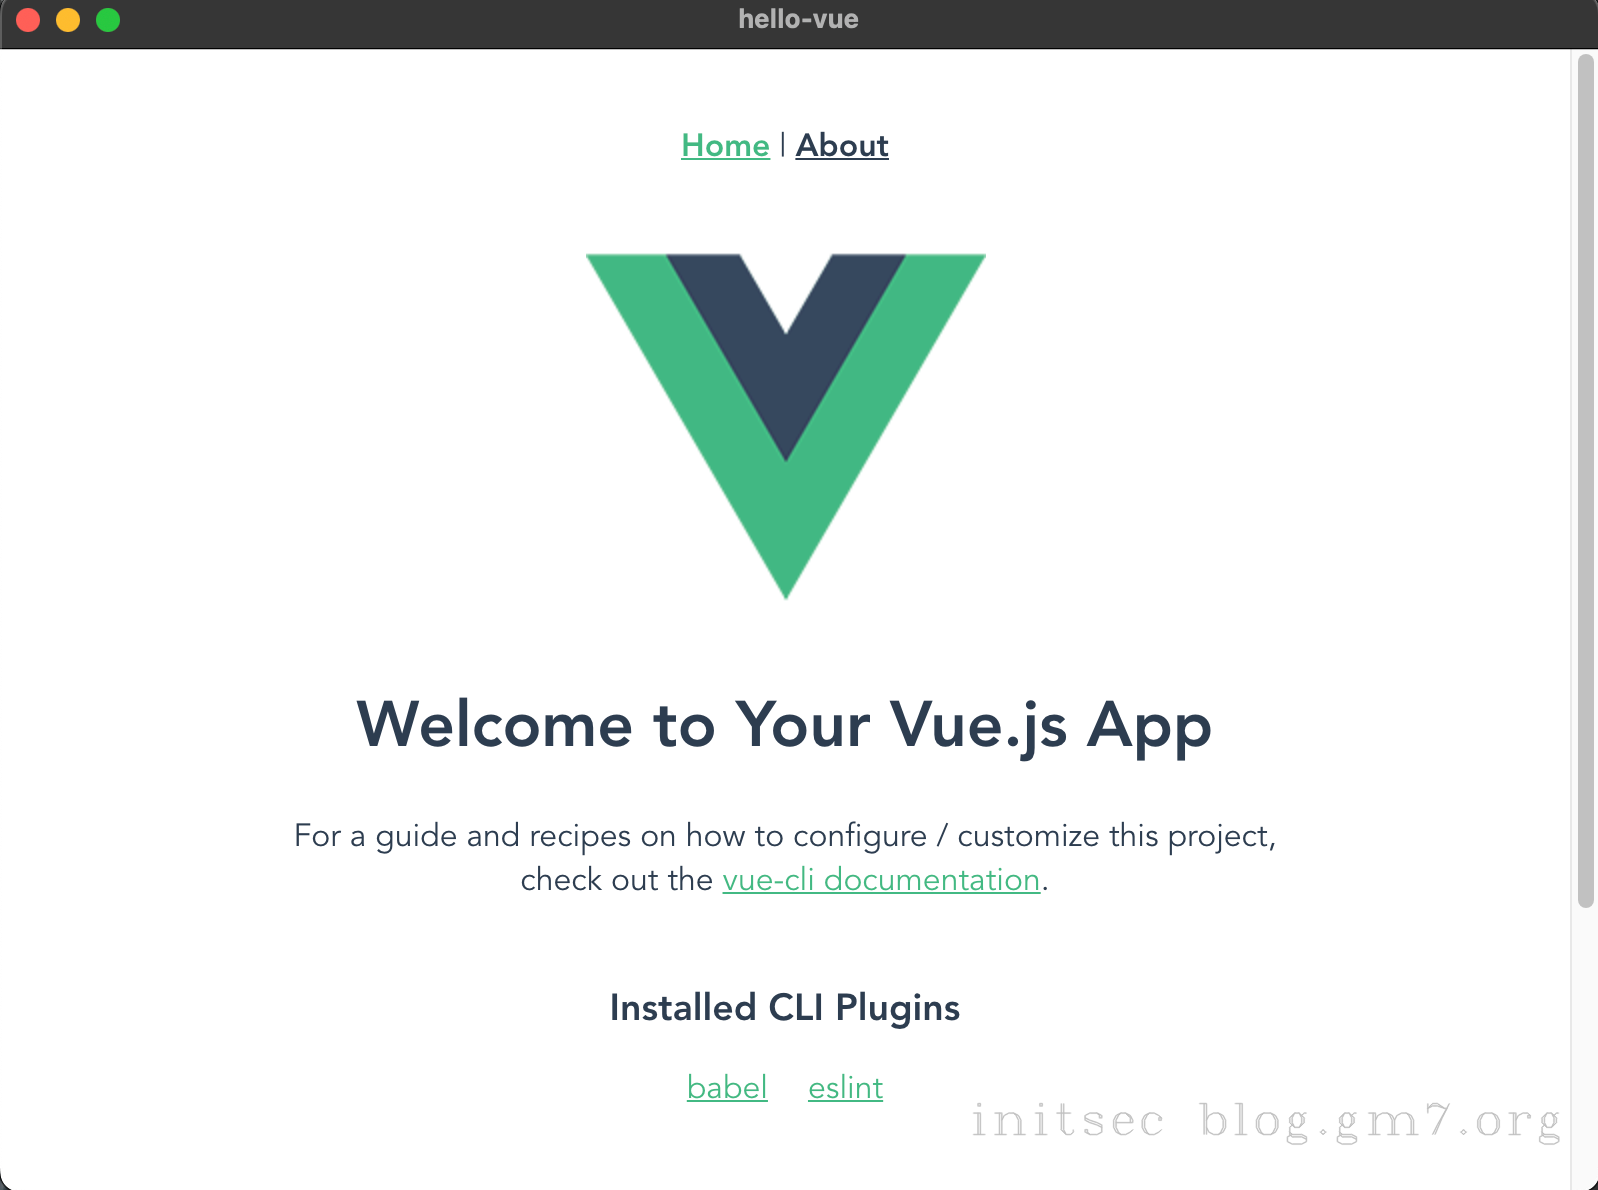 hello-vue
Home | About
Welcome to Your Vue.js App
For a guide and recipes on how to configure / customize this project,
check out the vue-cli documentation.
Installed CLI Plugins
babel eslint
initsec blog.gm7.org